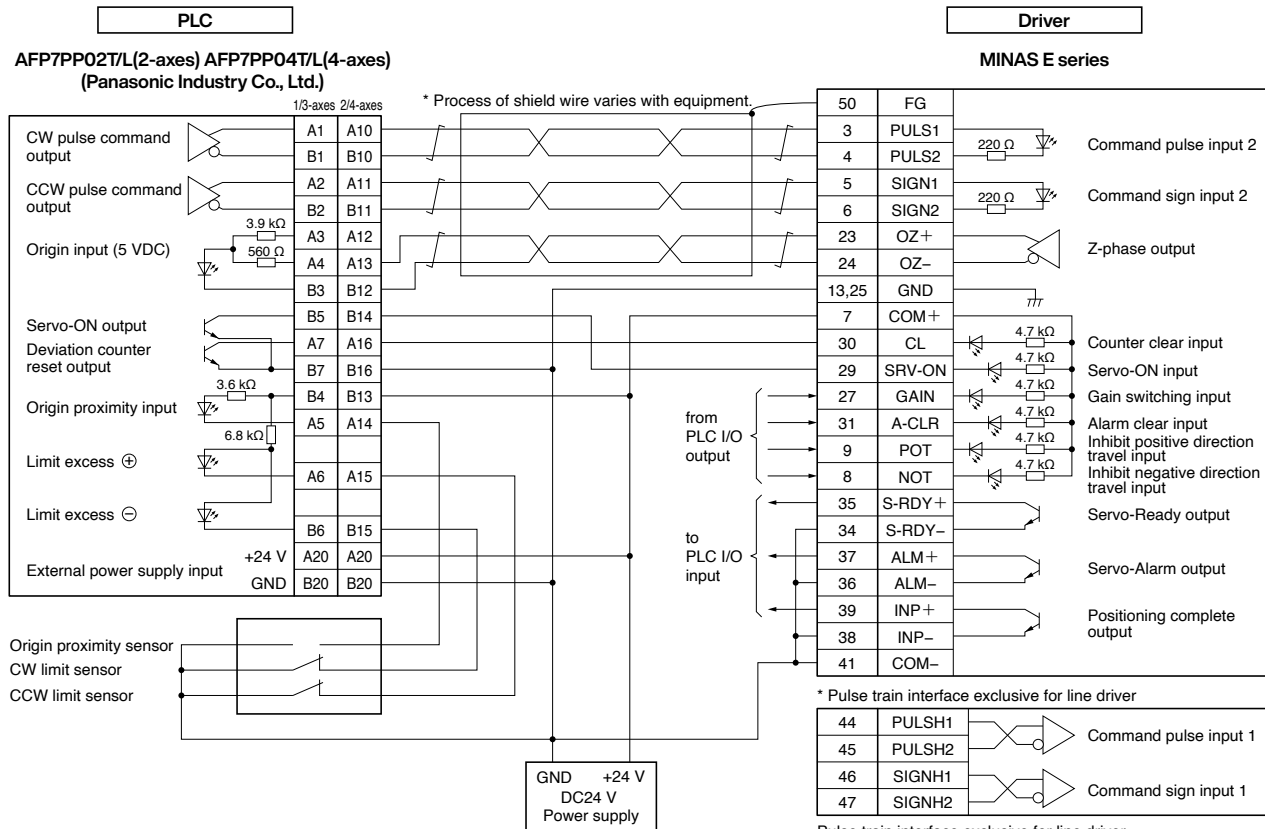 PLC
Driver
AFP7PP02T/L(2-axes) AFP7PP04T/L(4-axes)
(Panasonic Industry Co., Ltd.)
MINAS E series
1/3-axes 2/4-axes
* Process of shield wire varies with equipment.
CW pulse command
output
A1 A10
B1 B10
CCW pulse command
output
A2 A11
B2 B11
Origin input (5 VDC)
3.9 kΩ
560 Ω
A3 A12
A4 A13
B3 B12
Servo-ON output
B5 B14
Deviation counter
reset output
A7 A16
B7 B16
Origin proximity input
3.6 kΩ
6.8 kΩ
B4 B13
A5 A14
Limit excess ⊕
A6 A15
Limit excess ⊖
B6 B15
External power supply input
+24 V A20 A20
GND B20 B20
Origin proximity sensor
CW limit sensor
CCW limit sensor
GND +24 V
DC24 V
Power supply
from
PLC I/O
output
to
PLC I/O
input
50 FG
3 PULS1
4 PULS2
220 Ω
Command pulse input 2
5 SIGN1
6 SIGN2
220 Ω
Command sign input 2
23 OZ+
24 OZ−
Z-phase output
13,25 GND
7 COM+
30 CL 4.7 kΩ Counter clear input
29 SRV-ON 4.7 kΩ Servo-ON input
27 GAIN 4.7 kΩ Gain switching input
31 A-CLR 4.7 kΩ Alarm clear input
9 POT 4.7 kΩ Inhibit positive direction
travel input
8 NOT 4.7 kΩ Inhibit negative direction
travel input
35 S-RDY+
34 S-RDY−
Servo-Ready output
37 ALM+
36 ALM−
Servo-Alarm output
39 INP+
38 INP−
Positioning complete
output
41 COM−
* Pulse train interface exclusive for line driver
44 PULSH1
45 PULSH2
Command pulse input 1
46 SIGNH1
47 SIGNH2
Command sign input 1
Pulse train interface exclusive for line driver